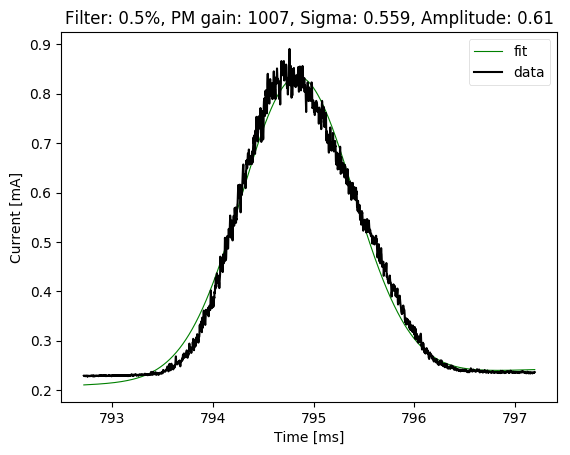 Filter: 0.5%, PM gain: 1007, Sigma: 0.559, Amplitude: 0.61
fit
data
Current [mA]
0.9
0.8
0.7
0.6
0.5
0.4
0.3
0.2
793
794
795
796
797
Time [ms]